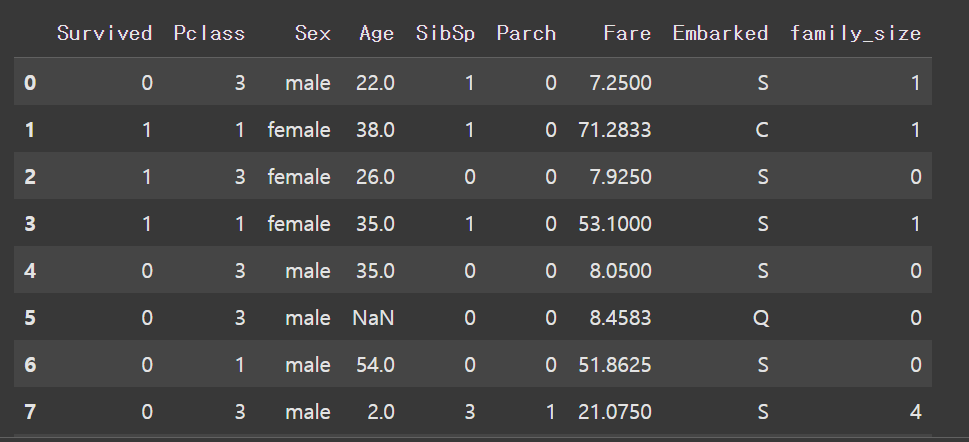 Survived Pclass Sex Age SibSp Parch Fare Embarked family_size
0 0 3 male 22.0 1 0 7.2500 S 1
1 1 1 female 38.0 1 0 71.2833 C 1
2 1 3 female 26.0 0 0 7.9250 S 0
3 1 1 female 35.0 1 0 53.1000 S 1
4 0 3 male 35.0 0 0 8.0500 S 0
5 0 3 male NaN 0 0 8.4583 Q 0
6 0 1 male 54.0 0 0 51.8625 S 0
7 0 3 male 2.0 3 1 21.0750 S 4